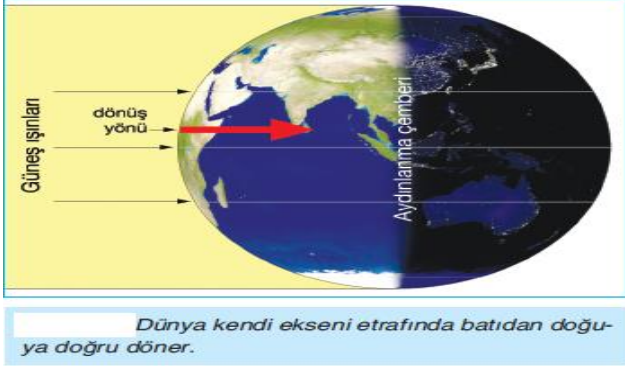 Güneş ışınları
dönüş
yönü
Aydınlanma çemberi
Dünya kendi ekseni etrafında batıdan doğu-
ya doğru döner.